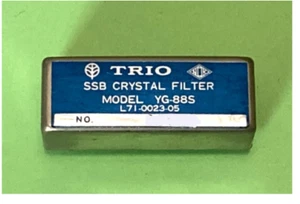 TRIO
SSB CRYSTAL FILTER
MODEL YG-88S
L71-0023-05
NO.